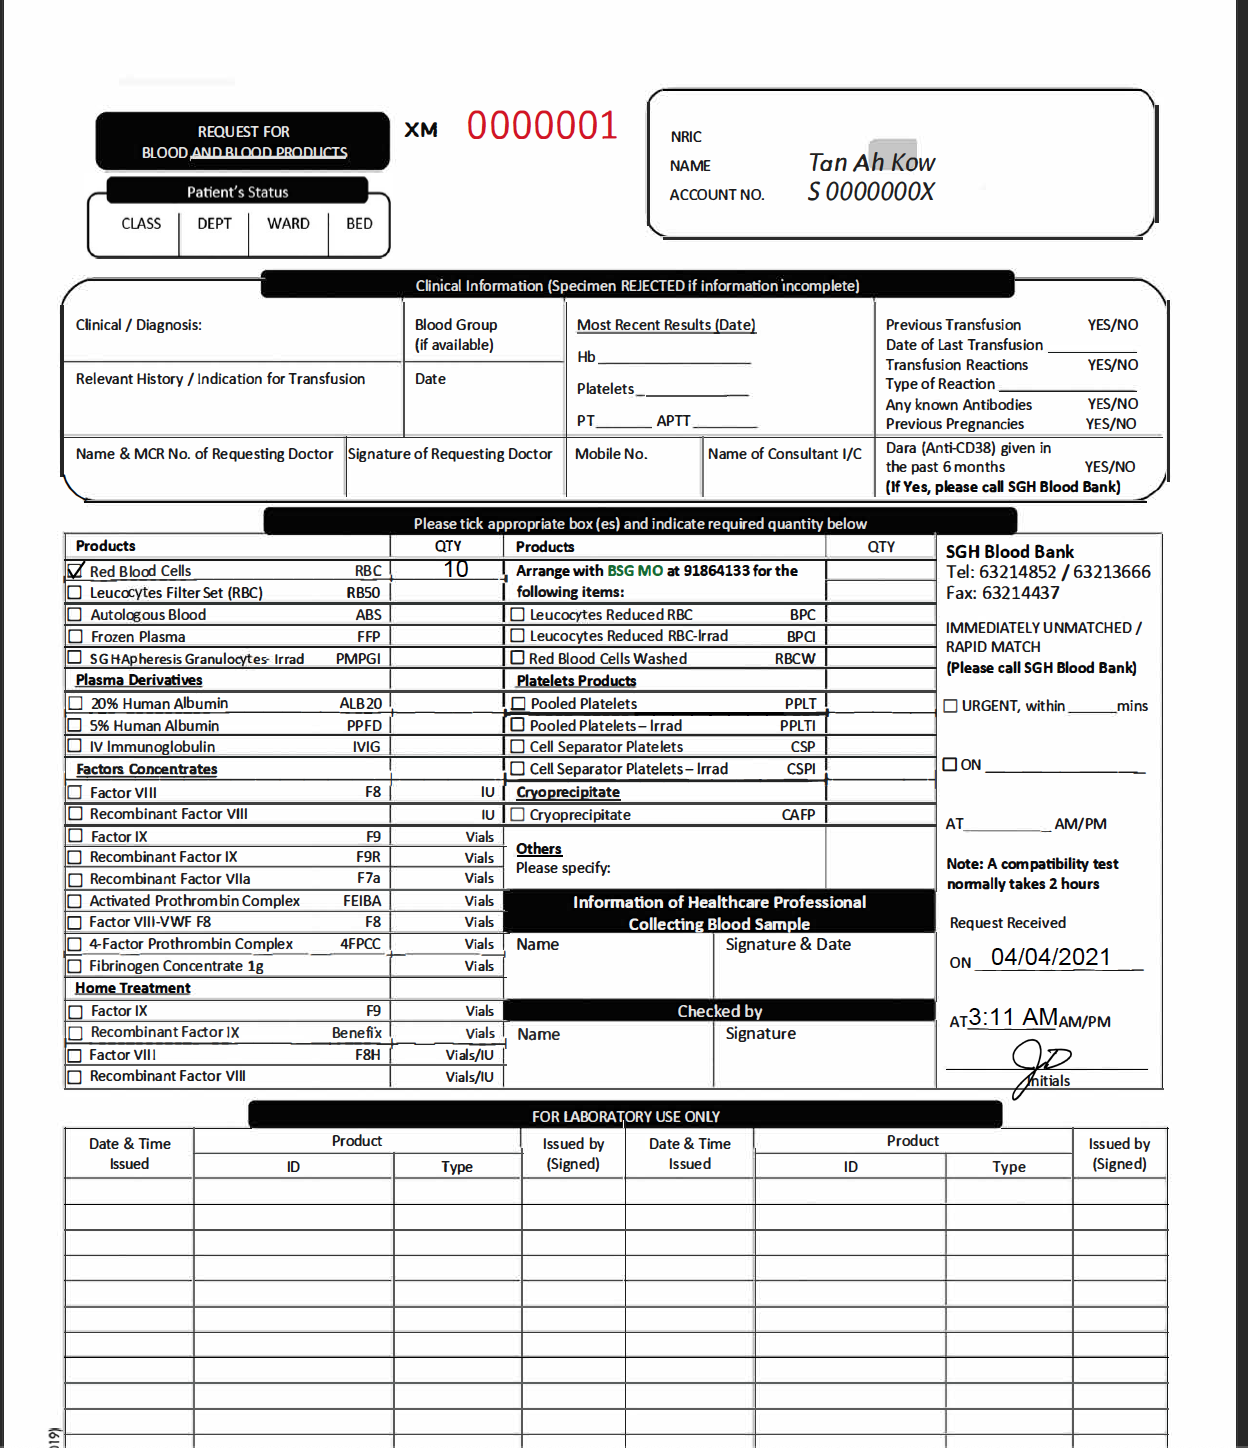 REQUEST FOR
BLOOD AND BLOOD PRODUCTS
XM 0000001
Patient's Status
CLASS DEPT WARD BED
NRIC
NAME Tan Ah Kow
ACCOUNT NO. S 0000000X
Clinical Information (Specimen REJECTED if information incomplete)
Clinical / Diagnosis:
Blood Group
(if available)
Most Recent Results (Date)
Hb
Platelets
PT APTT
Previous Transfusion YES/NO
Date of Last Transfusion
Transfusion Reactions YES/NO
Type of Reaction
Any known Antibodies YES/NO
Previous Pregnancies YES/NO
Relevant History / Indication for Transfusion
Date
Name & MCR No. of Requesting Doctor
Signature of Requesting Doctor
Mobile No.
Name of Consultant I/C
Dara (Anti-CD38) given in
the past 6 months YES/NO
(If Yes, please call SGH Blood Bank)
Please tick appropriate box (es) and indicate required quantity below
Products QTY
Red Blood Cells RBC 10
Leucocytes Filter Set (RBC) RB50
Autologous Blood ABS
Frozen Plasma FFP
SGHApheresis Granulocytes- Irrad PMPGI
Plasma Derivatives
20% Human Albumin ALB20
5% Human Albumin PPFD
IV Immunoglobulin IVIG
Factors Concentrates
Factor VIII F8 IU
Recombinant Factor VIII IU
Factor IX F9 Vials
Recombinant Factor IX F9R Vials
Recombinant Factor VIIa F7a Vials
Activated Prothrombin Complex FEIBA Vials
Factor VIII-VWF F8 F8 Vials
4-Factor Prothrombin Complex 4FPCC Vials
Fibrinogen Concentrate 1g Vials
Home Treatment
Factor IX F9 Vials
Recombinant Factor IX Benefix Vials
Factor VIII F8H Vials/IU
Recombinant Factor VIII Vials/IU
Products QTY
Arrange with BSG MO at 91864133 for the
following items:
Leucocytes Reduced RBC BPC
Leucocytes Reduced RBC-Irrad BPCI
Red Blood Cells Washed RBCW
Platelets Products
Pooled Platelets PPLT
Pooled Platelets – Irrad PPLTI
Cell Separator Platelets CSP
Cell Separator Platelets – Irrad CSPI
Cryoprecipitate
Cryoprecipitate CAFP
Others
Please specify:
Information of Healthcare Professional
Collecting Blood Sample
Name Signature & Date
Checked by
Name Signature
SGH Blood Bank
Tel: 63214852 / 63213666
Fax: 63214437
IMMEDIATELY UNMATCHED /
RAPID MATCH
(Please call SGH Blood Bank)
URGENT, within mins
ON
AT AM/PM
Note: A compatibility test
normally takes 2 hours
Request Received
ON 04/04/2021
AT 3:11 AM AM/PM
Initials
FOR LABORATORY USE ONLY
Date & Time
Issued
Product
ID Type
Issued by
(Signed)
Date & Time
Issued
Product
ID Type
Issued by
(Signed)
019)